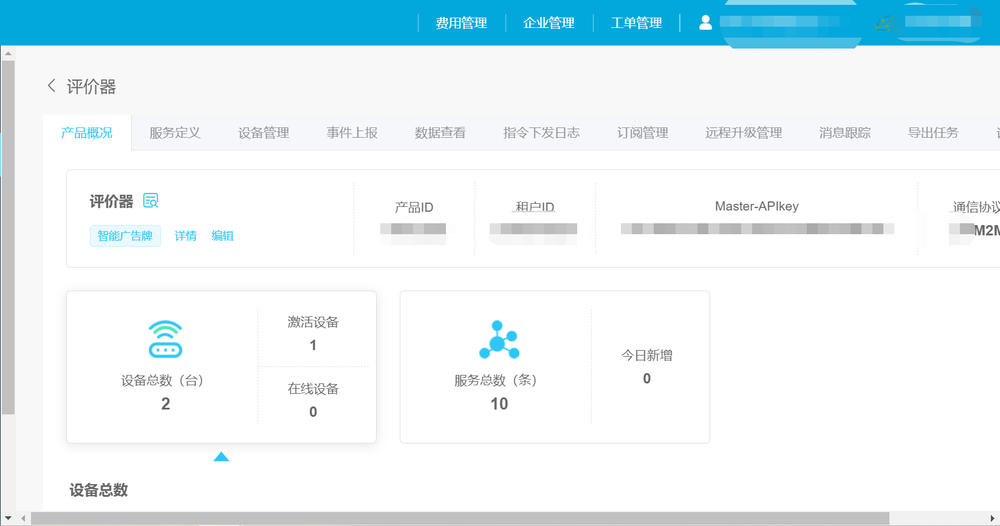 费用管理 企业管理 工单管理
评价器
产品概况 服务定义 设备管理 事件上报 数据查看 指令下发日志 订阅管理 远程升级管理 消息跟踪 导出任务
评价器
智能广告牌 详情 编辑
产品ID
租户ID
Master-APIkey
通信协议
M2M
设备总数（台）
2
激活设备
1
在线设备
0
服务总数（条）
10
今日新增
0
设备总数